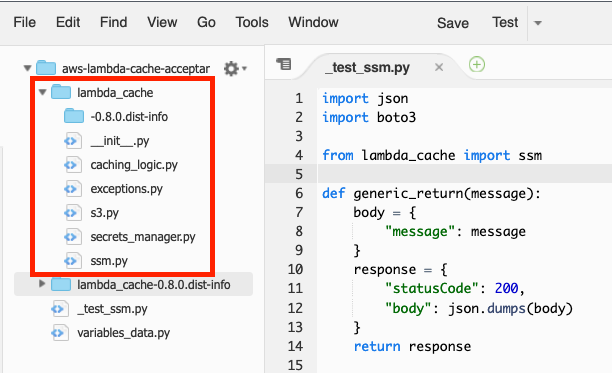 File Edit View Go Tools Window Save Test
aws-lambda-cache-acceptar
lambda_cache
-0.8.0.dist-info
__init__.py
caching_logic.py
exceptions.py
s3.py
secrets_manager.py
ssm.py
lambda_cache-0.8.0.dist-info
_test_ssm.py
variables_data.py
_test_ssm.py
1 import json
2 import boto3
3
4 from lambda_cache import ssm
5
6 def generic_return(message):
7 body = {
8 "message": message
9 }
10 response = {
11 "statusCode": 200,
12 "body": json.dumps(body)
13 }
14 return response
15